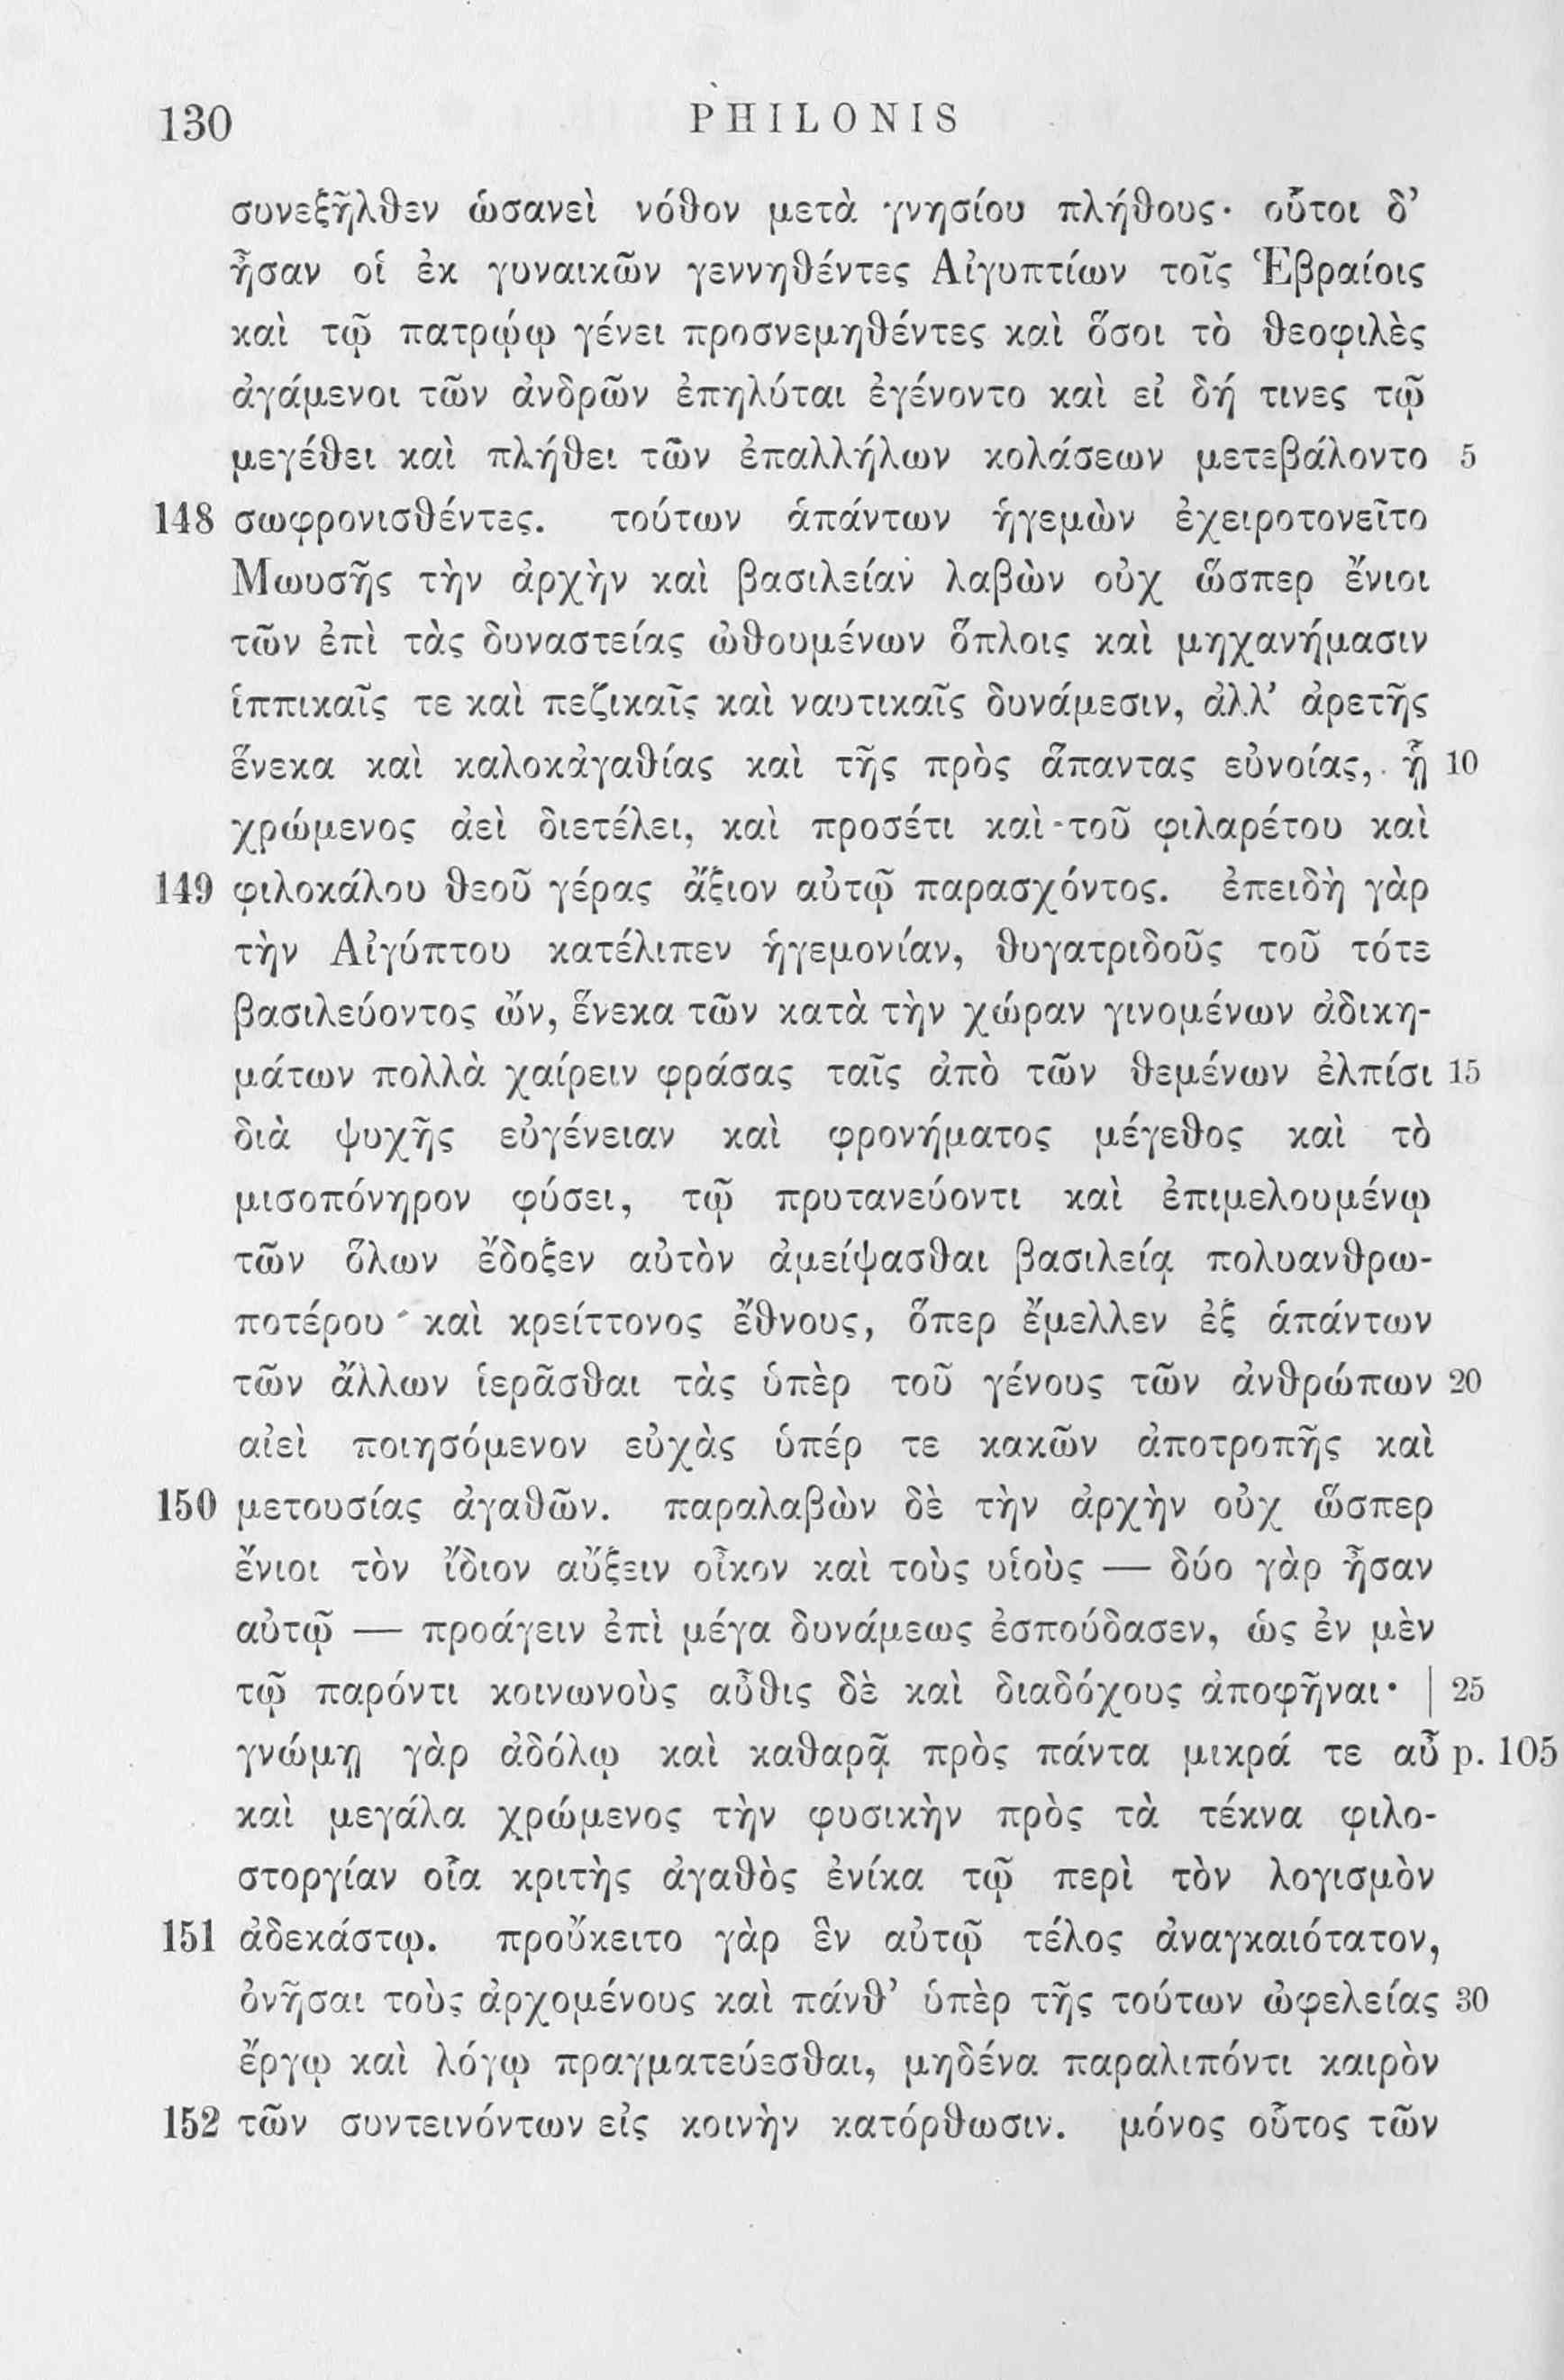 130 PHILONIS
συνεξῆλθεν ὡσανεὶ νόθον μετὰ γνησίου πλήθους· οὗτοι δ’
ἦσαν οἱ ἐκ γυναικῶν γεννηθέντες Αἰγυπτίων τοῖς Ἑβραίοις
καὶ τῷ πατρῴῳ γένει προσνεμηθέντες καὶ ὅσοι τὸ θεοφιλὲς
ἀγάμενοι τῶν ἀνδρῶν ἐπηλύται ἐγένοντο καὶ εἰ δή τινες τῷ
μεγέθει καὶ πλήθει τῶν ἐπαλλήλων κολάσεων μετεβάλοντο 5
148 σωφρονισθέντες. τούτων ἁπάντων ἡγεμὼν ἐχειροτονεῖτο
Μωυσῆς τὴν ἀρχὴν καὶ βασιλείαν λαβὼν οὐχ ὥσπερ ἔνιοι
τῶν ἐπὶ τὰς δυναστείας ὠθουμένων ὅπλοις καὶ μηχανήμασιν
ἱππικαῖς τε καὶ πεζικαῖς καὶ ναυτικαῖς δυνάμεσιν, ἀλλ’ ἀρετῆς
ἕνεκα καὶ καλοκἀγαθίας καὶ τῆς πρὸς ἅπαντας εὐνοίας, ᾗ 10
χρώμενος ἀεὶ διετέλει, καὶ προσέτι καὶ τοῦ φιλαρέτου καὶ
149 φιλοκάλου θεοῦ γέρας ἄξιον αὐτῷ παρασχόντος. ἐπειδὴ γὰρ
τὴν Αἰγύπτου κατέλιπεν ἡγεμονίαν, θυγατριδοῦς τοῦ τότε
βασιλεύοντος ὤν, ἕνεκα τῶν κατὰ τὴν χώραν γινομένων ἀδικη-
μάτων πολλὰ χαίρειν φράσας ταῖς ἀπὸ τῶν θεμένων ἐλπίσι 15
διὰ ψυχῆς εὐγένειαν καὶ φρονήματος μέγεθος καὶ τὸ
μισοπόνηρον φύσει, τῷ πρυτανεύοντι καὶ ἐπιμελουμένῳ
τῶν ὅλων ἔδοξεν αὐτὸν ἀμείψασθαι βασιλείᾳ πολυανθρω-
ποτέρου καὶ κρείττονος ἔθνους, ὅπερ ἔμελλεν ἐξ ἁπάντων
τῶν ἄλλων ἱερᾶσθαι τὰς ὑπὲρ τοῦ γένους τῶν ἀνθρώπων 20
αἰεὶ ποιησόμενον εὐχὰς ὑπέρ τε κακῶν ἀποτροπῆς καὶ
150 μετουσίας ἀγαθῶν. παραλαβὼν δὲ τὴν ἀρχὴν οὐχ ὥσπερ
ἔνιοι τὸν ἴδιον αὔξειν οἶκον καὶ τοὺς υἱοὺς — δύο γὰρ ἦσαν
αὐτῷ — προάγειν ἐπὶ μέγα δυνάμεως ἐσπούδασεν, ὡς ἐν μὲν
τῷ παρόντι κοινωνοὺς αὖθις δὲ καὶ διαδόχους ἀποφῆναι· | 25
γνώμῃ γὰρ ἀδόλῳ καὶ καθαρᾷ πρὸς πάντα μικρά τε αὖ p. 105
καὶ μεγάλα χρώμενος τὴν φυσικὴν πρὸς τὰ τέκνα φιλο-
στοργίαν οἷα κριτὴς ἀγαθὸς ἐνίκα τῷ περὶ τὸν λογισμὸν
151 ἀδεκάστῳ. προὔκειτο γὰρ ἓν αὐτῷ τέλος ἀναγκαιότατον,
ὀνῆσαι τοὺς ἀρχομένους καὶ πάνθ’ ὑπὲρ τῆς τούτων ὠφελείας 30
ἔργῳ καὶ λόγῳ πραγματεύεσθαι, μηδένα παραλιπόντι καιρὸν
152 τῶν συντεινόντων εἰς κοινὴν κατόρθωσιν. μόνος οὗτος τῶν